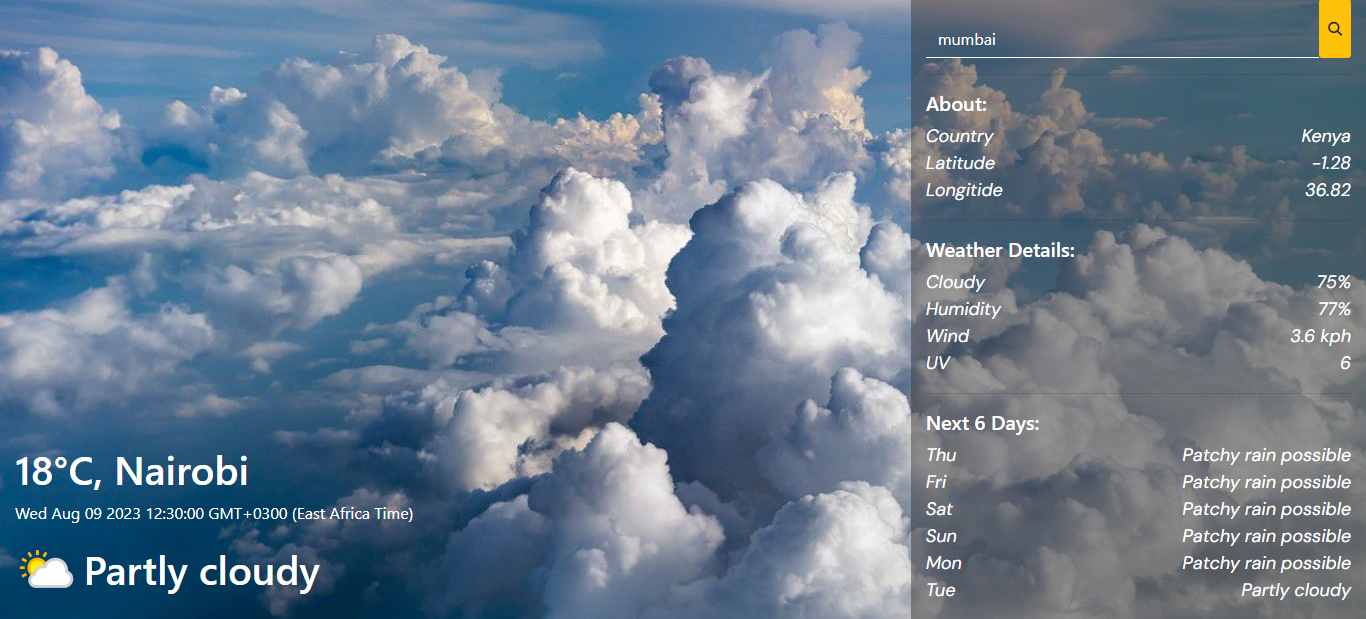 mumbai
About:
Country Kenya
Latitude -1.28
Longitide 36.82
Weather Details:
Cloudy 75%
Humidity 77%
Wind 3.6 kph
UV 6
Next 6 Days:
Thu Patchy rain possible
Fri Patchy rain possible
Sat Patchy rain possible
Sun Patchy rain possible
Mon Patchy rain possible
Tue Partly cloudy
18°C, Nairobi
Wed Aug 09 2023 12:30:00 GMT+0300 (East Africa Time)
Partly cloudy